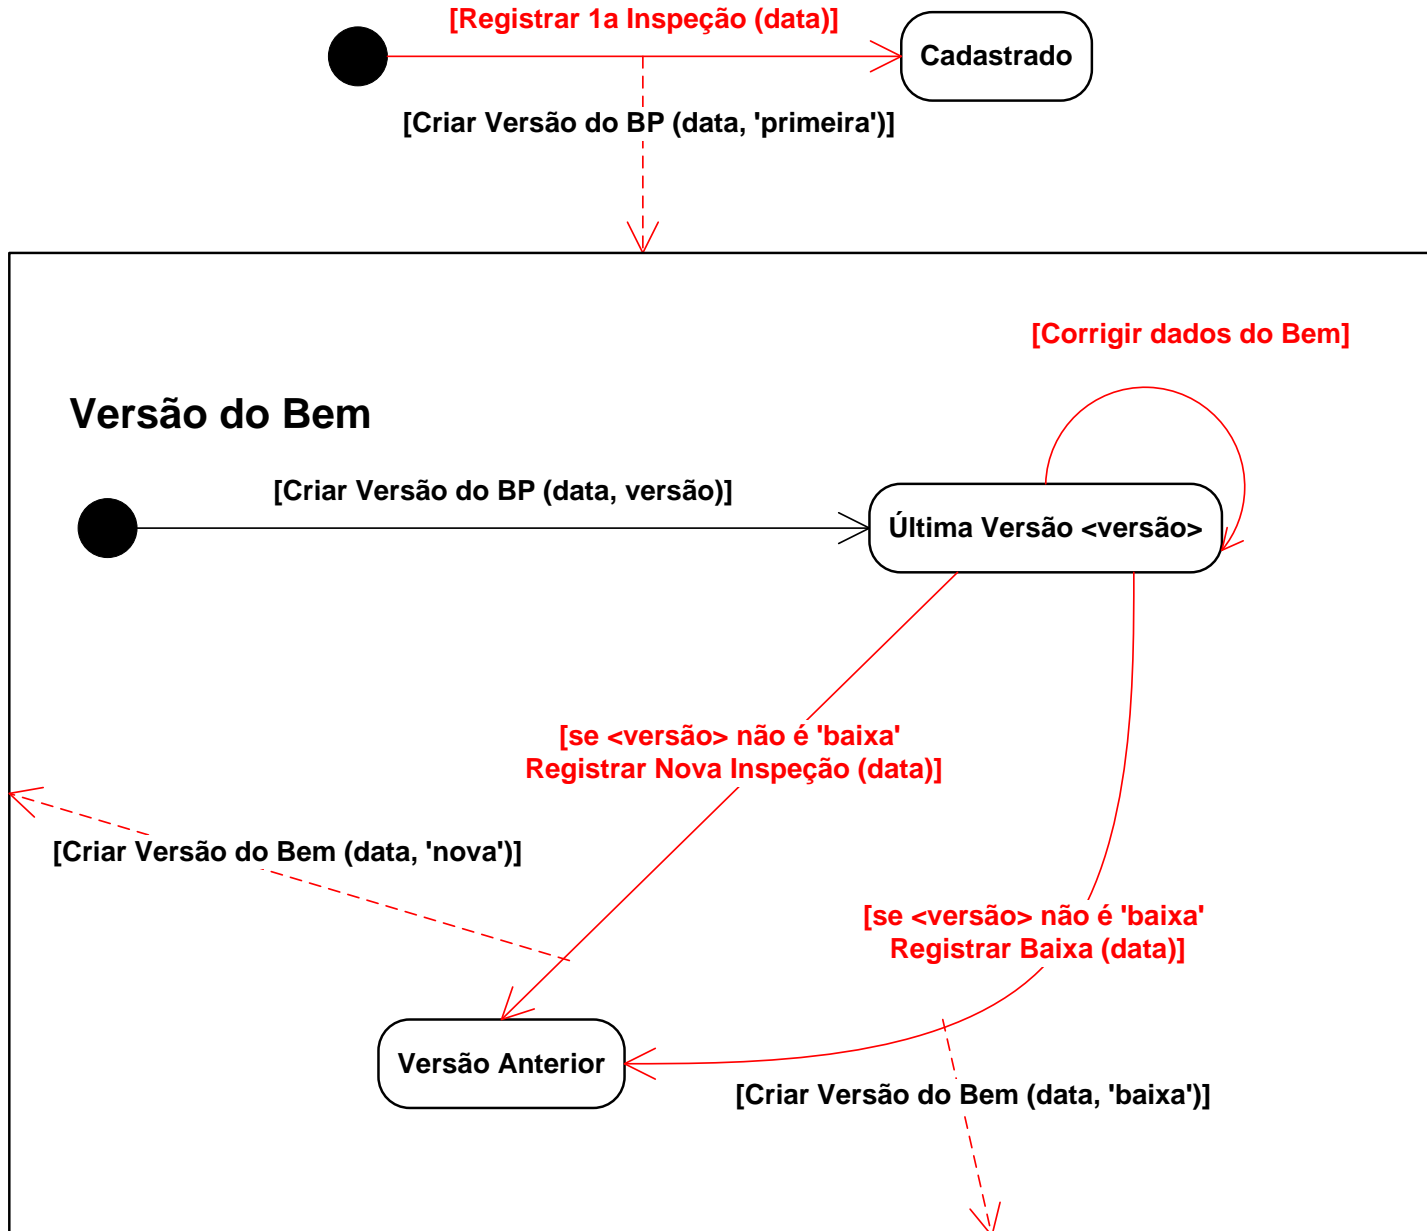 [Registrar 1a Inspeção (data)]
Cadastrado
[Criar Versão do BP (data, 'primeira')]
[Corrigir dados do Bem]
Versão do Bem
[Criar Versão do BP (data, versão)]
Última Versão <versão>
[se <versão> não é 'baixa'
Registrar Nova Inspeção (data)]
[Criar Versão do Bem (data, 'nova')]
[se <versão> não é 'baixa'
Registrar Baixa (data)]
Versão Anterior
[Criar Versão do Bem (data, 'baixa')]